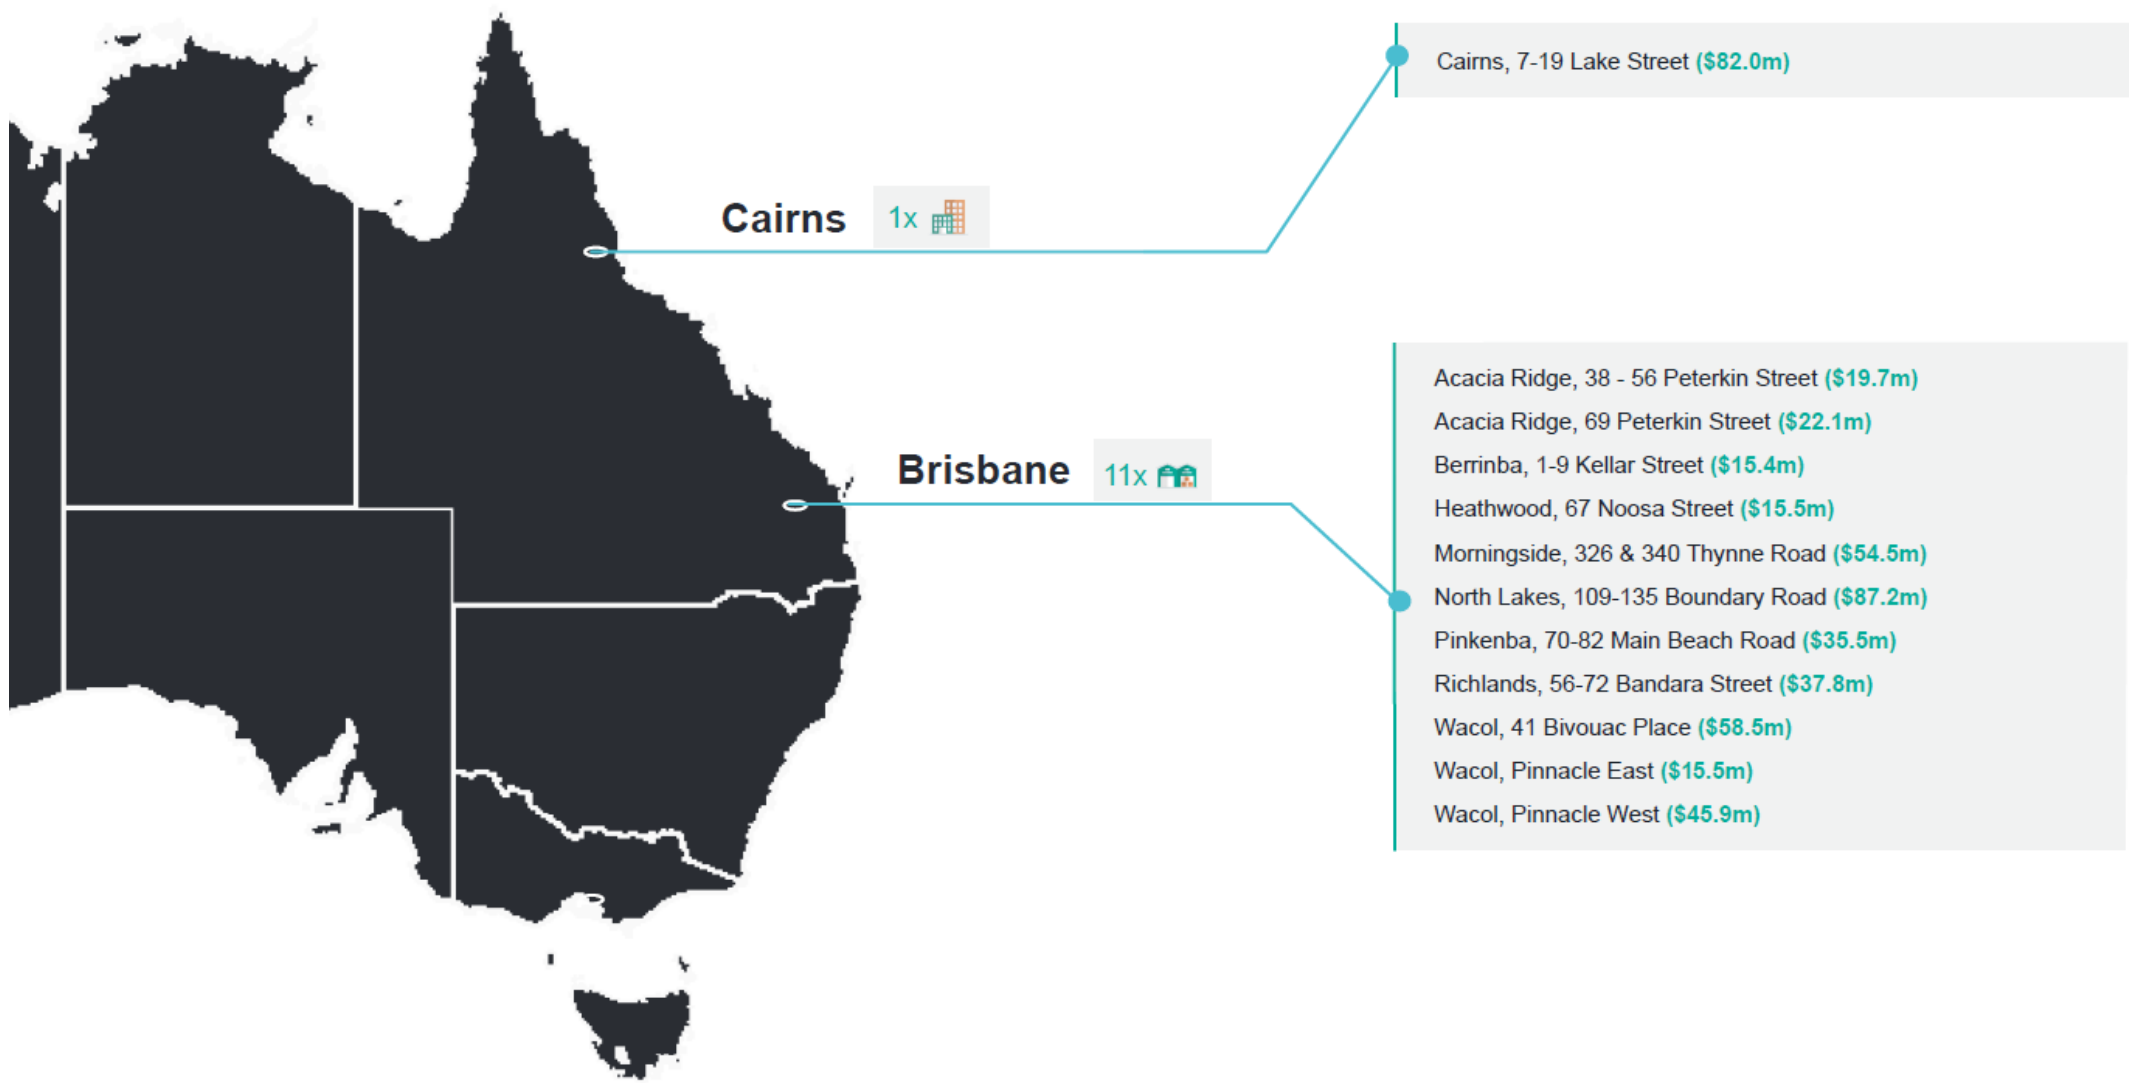 Cairns, 7-19 Lake Street ($82.0m)
Cairns 1x
Brisbane 11x
Acacia Ridge, 38 - 56 Peterkin Street ($19.7m)
Acacia Ridge, 69 Peterkin Street ($22.1m)
Berrinba, 1-9 Kellar Street ($15.4m)
Heathwood, 67 Noosa Street ($15.5m)
Morningside, 326 & 340 Thynne Road ($54.5m)
North Lakes, 109-135 Boundary Road ($87.2m)
Pinkenba, 70-82 Main Beach Road ($35.5m)
Richlands, 56-72 Bandara Street ($37.8m)
Wacol, 41 Bivouac Place ($58.5m)
Wacol, Pinnacle East ($15.5m)
Wacol, Pinnacle West ($45.9m)